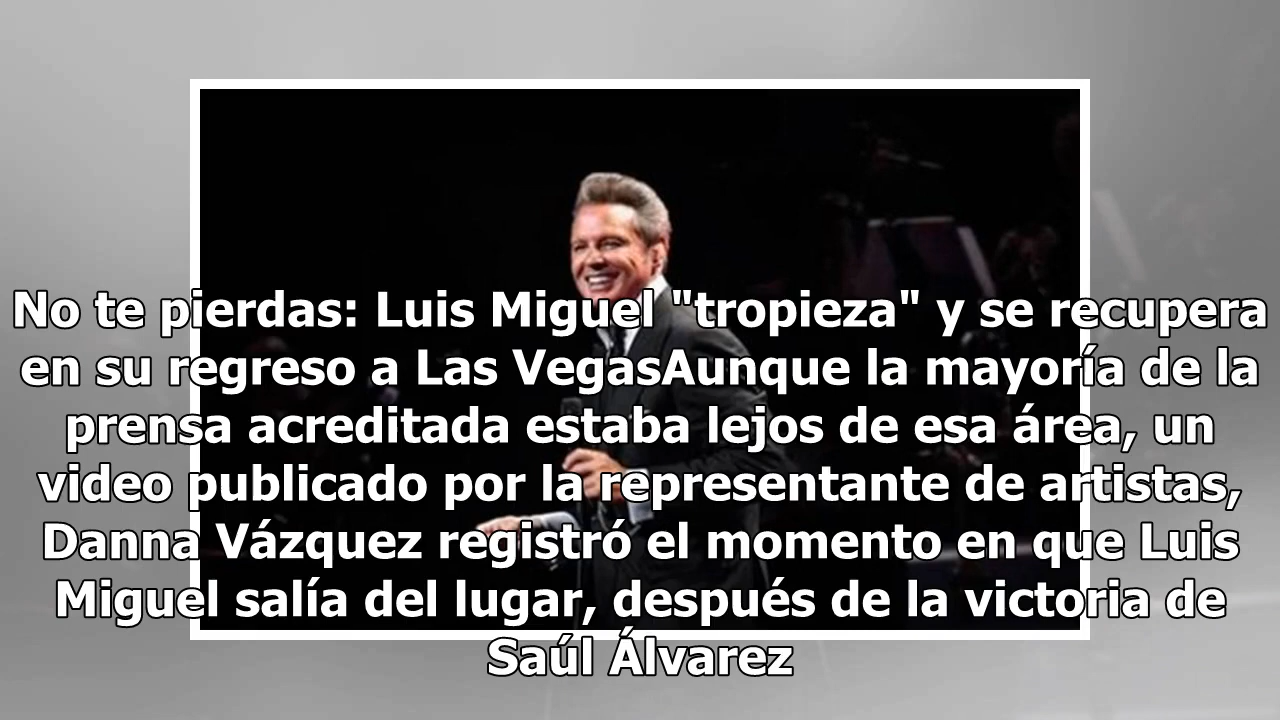 No te pierdas: Luis Miguel "tropieza" y se recupera
en su regreso a Las VegasAunque la mayoría de la
prensa acreditada estaba lejos de esa área, un
video publicado por la representante de artistas,
Danna Vázquez registró el momento en que Luis
Miguel salía del lugar, después de la victoria de
Saúl Álvarez